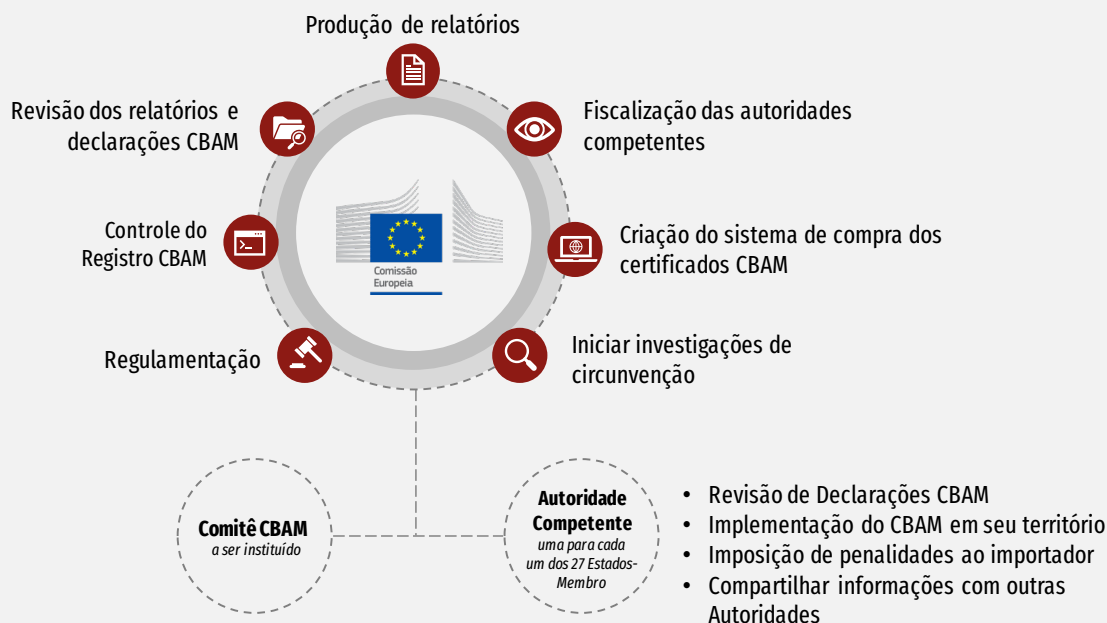 Produção de relatórios
Revisão dos relatórios e
declarações CBAM
Fiscalização das autoridades
competentes
Controle do
Registro CBAM
Comissão
Europeia
Criação do sistema de compra dos
certificados CBAM
Regulamentação
Iniciar investigações de
circunvenção
Comitê CBAM
a ser instituído
Autoridade
Competente
uma para cada
um dos 27 Estados-
Membro
• Revisão de Declarações CBAM
• Implementação do CBAM em seu território
• Imposição de penalidades ao importador
• Compartilhar informações com outras
Autoridades